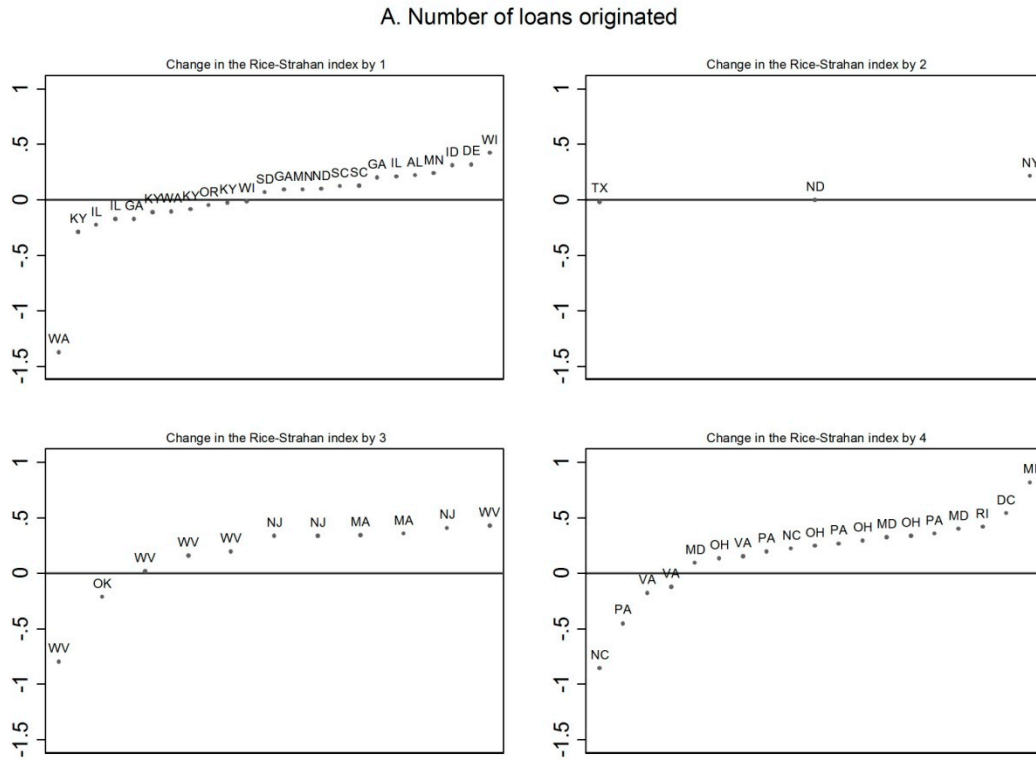 A. Number of loans originated
Change in the Rice-Strahan index by 1
1
.5
0
-.5
-1
-1.5
WA
KY
IL
IL
GA
KY
WA
KY
OR
KY
WI
SD
GA
MN
ND
SC
SC
GA
IL
AL
MN
ID
DE
WI
Change in the Rice-Strahan index by 2
1
.5
0
-.5
-1
-1.5
TX
ND
NY
Change in the Rice-Strahan index by 3
1
.5
0
-.5
-1
-1.5
WV
OK
WV
WV
WV
NJ
NJ
MA
MA
NJ
WV
Change in the Rice-Strahan index by 4
1
.5
0
-.5
-1
-1.5
NC
PA
VA
VA
MD
OH
VA
PA
NC
OH
PA
OH
MD
OH
PA
MD
RI
DC